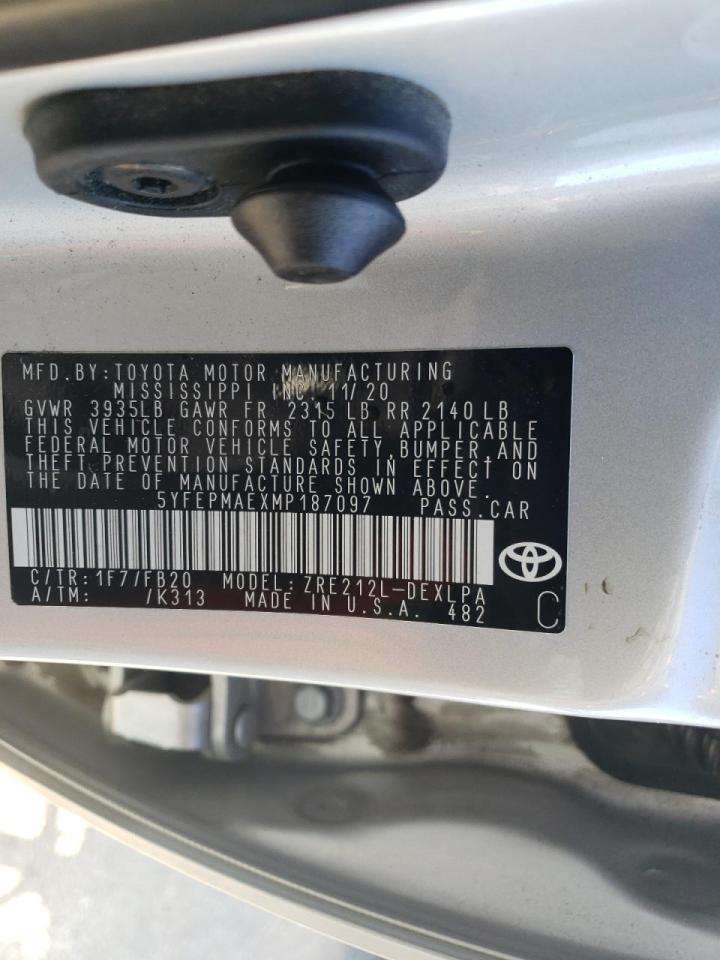 MFD.BY:TOYOTA MOTOR MANUFACTURING
MISSISSIPPI INC. 11/20
GVWR 3935LB GAWR FR 2315 LB RR 2140 LB
THIS VEHICLE CONFORMS TO ALL APPLICABLE
FEDERAL MOTOR VEHICLE SAFETY,BUMPER,AND
THEFT PREVENTION STANDARDS IN EFFECT ON
THE DATE OF MANUFACTURE SHOWN ABOVE.
5YFEPMAEXMP187097 PASS.CAR
C/TR:1F7/FB20 MODEL:ZRE212L-DEXLPA
A/TM: /K313 MADE IN U.S.A. 482
C